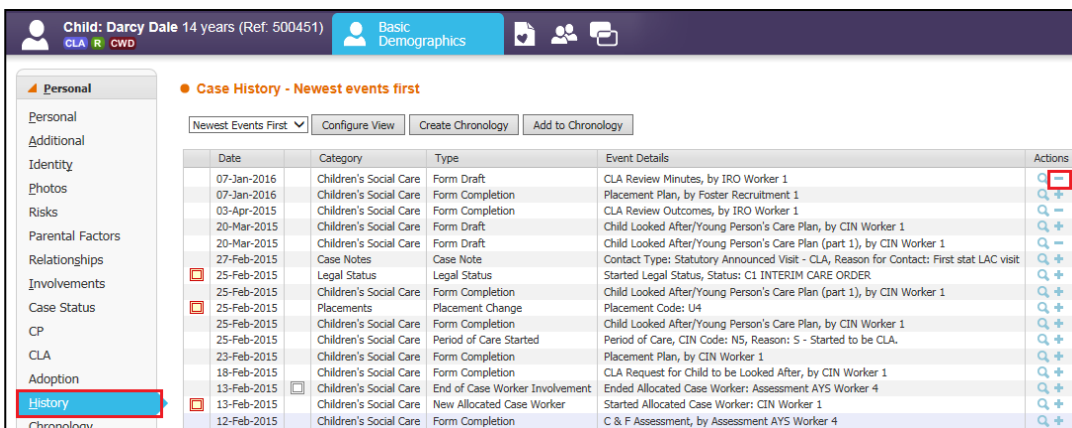 Child: Darcy Dale 14 years (Ref: 500451)
CLA R CWD
Basic
Demographics
Personal
Personal
Additional
Identity
Photos
Risks
Parental Factors
Relationships
Involvements
Case Status
CP
CLA
Adoption
History
Chronology
Case History - Newest events first
Newest Events First Configure View Create Chronology Add to Chronology
Date Category Type Event Details Actions
07-Jan-2016 Children's Social Care Form Draft CLA Review Minutes, by IRO Worker 1
07-Jan-2016 Children's Social Care Form Completion Placement Plan, by Foster Recruitment 1
03-Apr-2015 Children's Social Care Form Completion CLA Review Outcomes, by IRO Worker 1
20-Mar-2015 Children's Social Care Form Draft Child Looked After/Young Person's Care Plan, by CIN Worker 1
20-Mar-2015 Children's Social Care Form Draft Child Looked After/Young Person's Care Plan (part 1), by CIN Worker 1
27-Feb-2015 Case Notes Case Note Contact Type: Statutory Announced Visit - CLA, Reason for Contact: First stat LAC visit
25-Feb-2015 Legal Status Legal Status Started Legal Status, Status: C1 INTERIM CARE ORDER
25-Feb-2015 Children's Social Care Form Completion Child Looked After/Young Person's Care Plan (part 1), by CIN Worker 1
25-Feb-2015 Placements Placement Change Placement Code: U4
25-Feb-2015 Children's Social Care Form Completion Child Looked After/Young Person's Care Plan, by CIN Worker 1
25-Feb-2015 Children's Social Care Period of Care Started Period of Care, CIN Code: N5, Reason: S - Started to be CLA.
23-Feb-2015 Children's Social Care Form Completion Placement Plan, by CIN Worker 1
18-Feb-2015 Children's Social Care Form Completion CLA Request for Child to be Looked After, by CIN Worker 1
13-Feb-2015 Children's Social Care End of Case Worker Involvement Ended Allocated Case Worker: Assessment AYS Worker 4
13-Feb-2015 Children's Social Care New Allocated Case Worker Started Allocated Case Worker: CIN Worker 1
12-Feb-2015 Children's Social Care Form Completion C & F Assessment, by Assessment AYS Worker 4